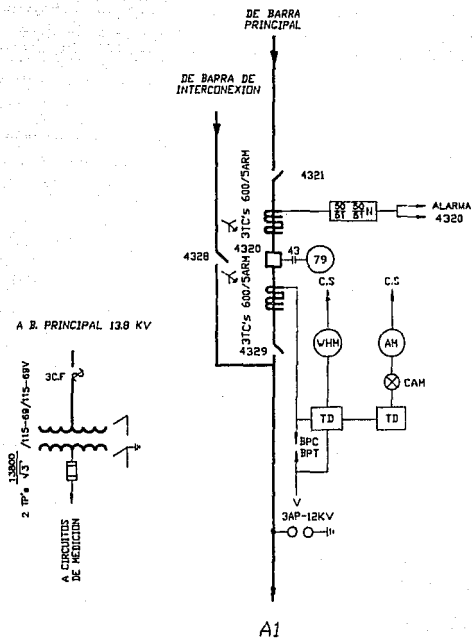 DE BARRA
PRINCIPAL
DE BARRA DE
INTERCONEXION
4321
3TC's 600/5ARM
50 50 N
51 51
ALARMA
4320
4320
43
79
4328
3TC's 600/5ARM
C.S
C.S
4329
WHM
AM
CAM
TD
TD
BPC
BPT
V
3AP-12KV
A B. PRINCIPAL 13.8 KV
3C.F
2 TP's 13800/√3 /115-69/115-69V
A CIRCUITOS
DE MEDICION
A1